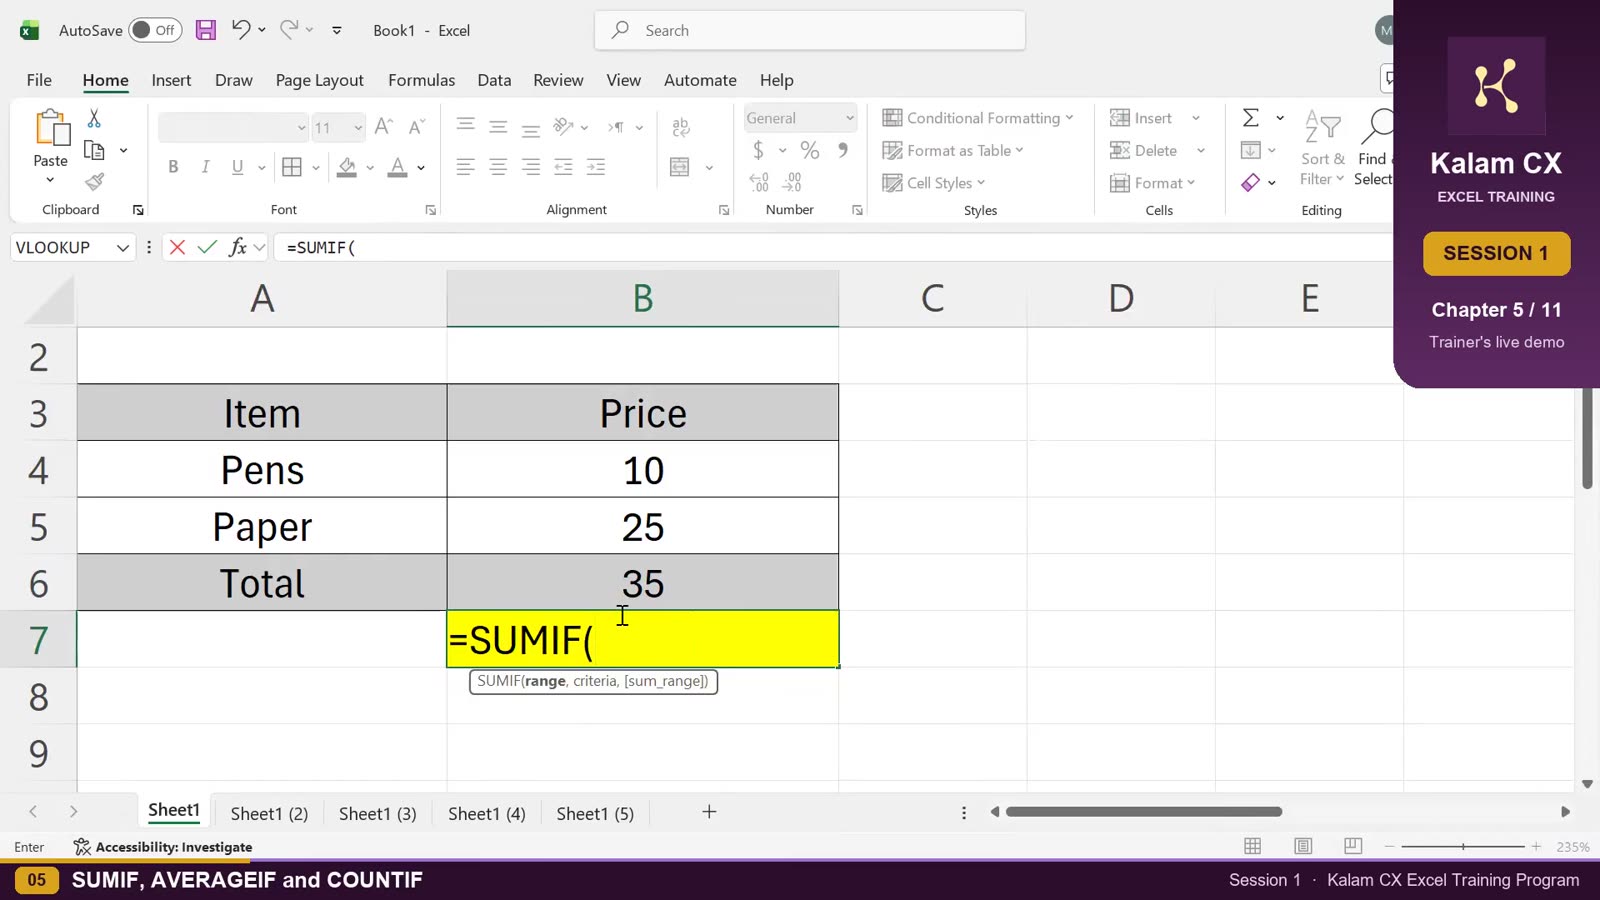 AutoSave Off Book1 - Excel Search M
File Home Insert Draw Page Layout Formulas Data Review View Automate Help
Kalam CX
EXCEL TRAINING
SESSION 1
Chapter 5 / 11
Trainer's live demo
Paste
Clipboard
11
B I U
Font
Alignment
General
$ % 9
Number
Conditional Formatting
Format as Table
Cell Styles
Styles
Insert
Delete
Format
Cells
Sort &
Filter
Find
Select
Editing
VLOOKUP fx =SUMIF(
A B C D E
2
3 Item Price
4 Pens 10
5 Paper 25
6 Total 35
7 =SUMIF(
SUMIF(range, criteria, [sum_range])
8
9
Sheet1 Sheet1 (2) Sheet1 (3) Sheet1 (4) Sheet1 (5)
Enter Accessibility: Investigate 235%
05 SUMIF, AVERAGEIF and COUNTIF Session 1 · Kalam CX Excel Training Program